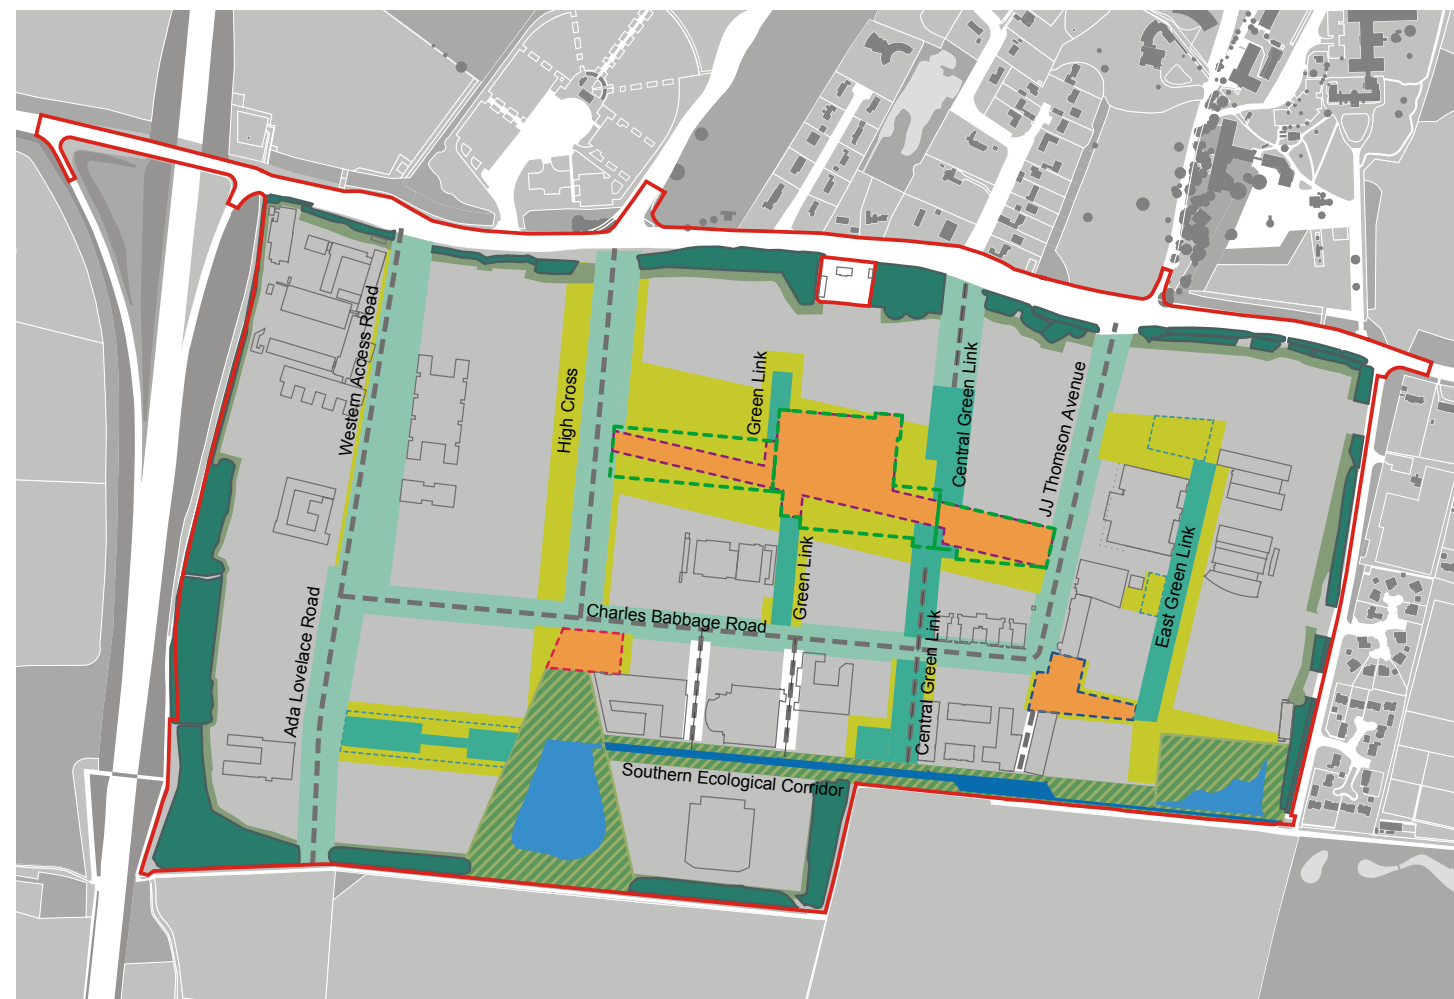 Western Access Road
High Cross
Green Link
Central Green Link
JJ Thomson Avenue
Green Link
East Green Link
Ada Lovelace Road
Charles Babbage Road
Central Green Link
Southern Ecological Corridor